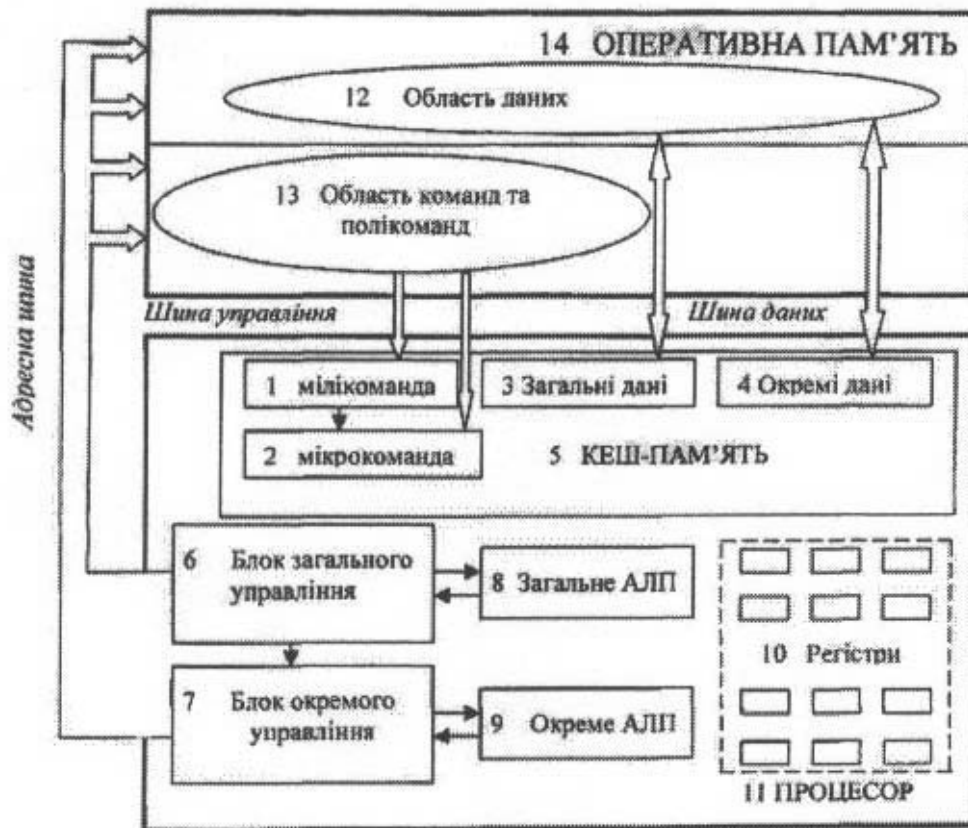 14 ОПЕРАТИВНА ПАМ'ЯТЬ
12 Область даних
13 Область команд та
полікоманд
Адресна шина
Шина управління
Шина даних
1 мілікоманда
3 Загальні дані
4 Окремі дані
2 мікрокоманда
5 КЕШ-ПАМ'ЯТЬ
6 Блок загального
управління
8 Загальне АЛП
10 Регістри
7 Блок окремого
управління
9 Окреме АЛП
11 ПРОЦЕСОР